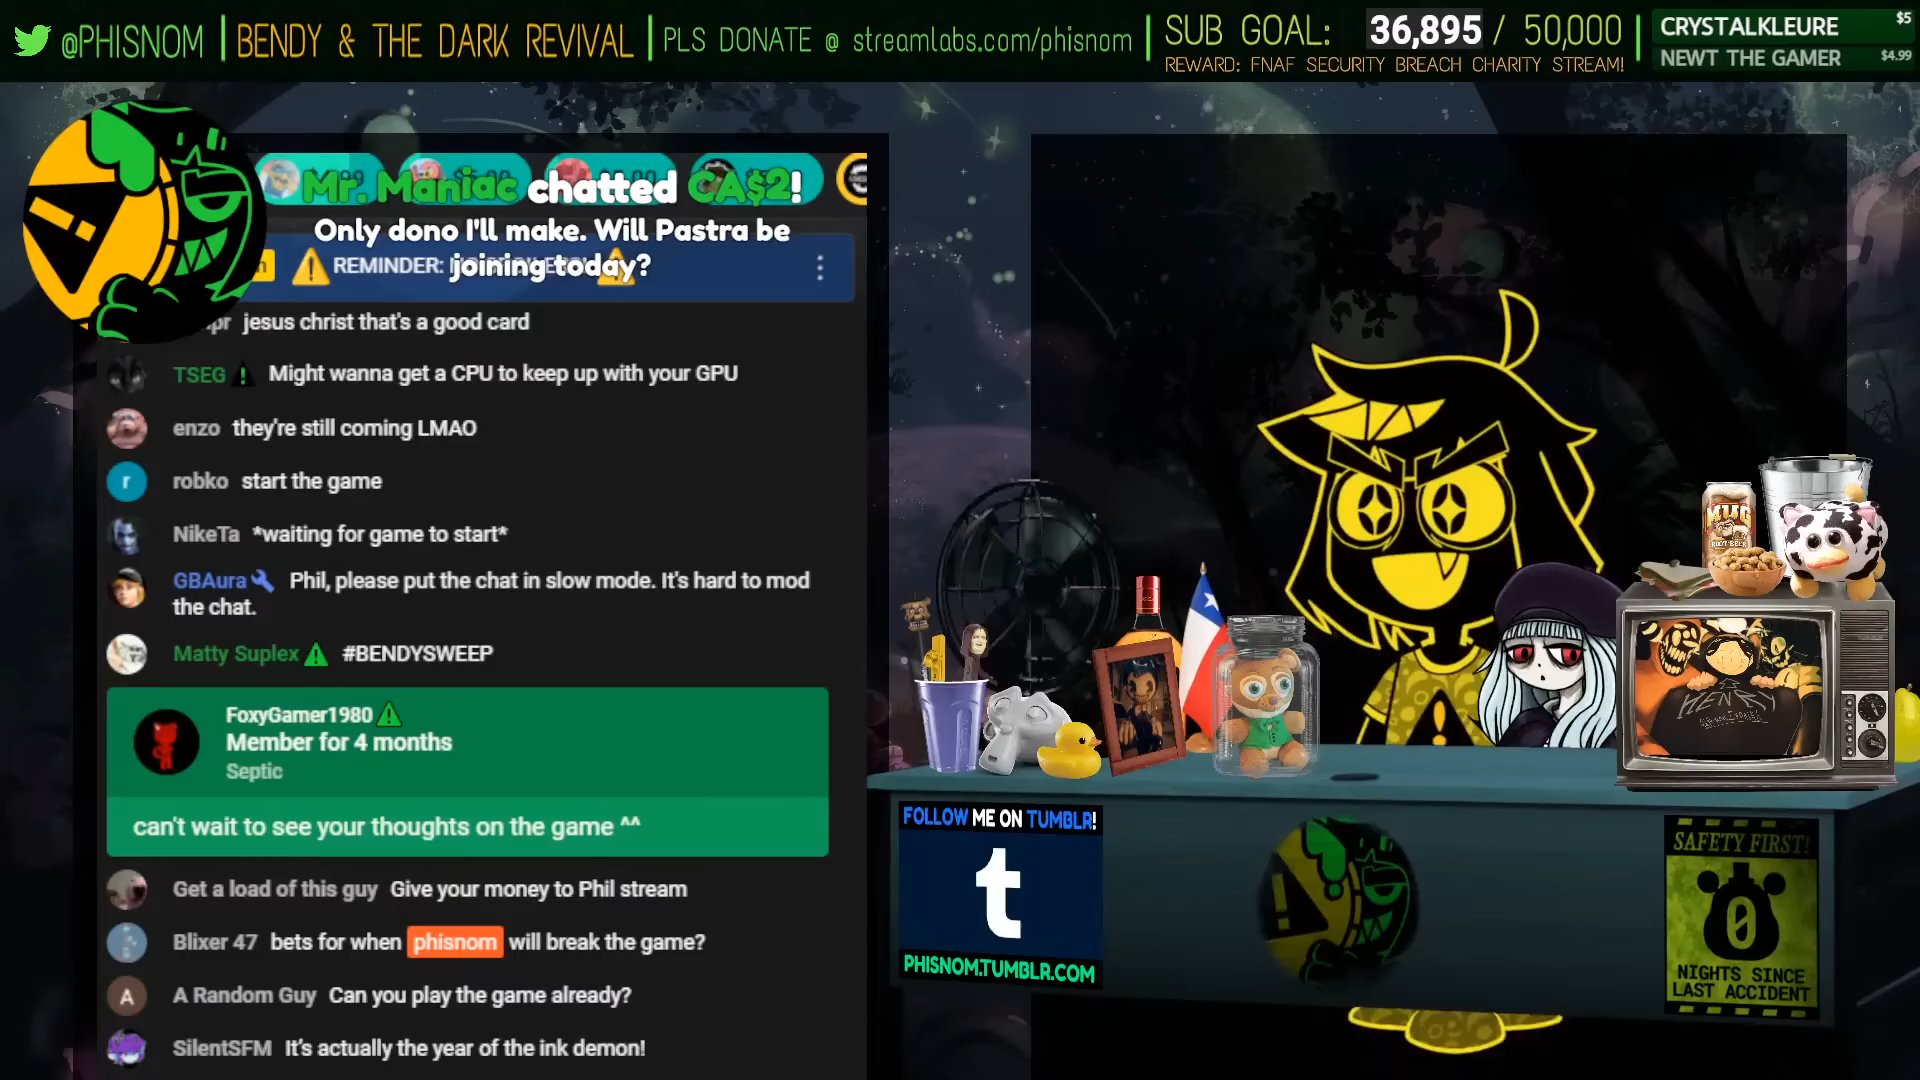 @PHISNOM
BENDY & THE DARK REVIVAL
PLS DONATE @ streamlabs.com/phisnom
SUB GOAL: 36,895 / 50,000
REWARD: FNAF SECURITY BREACH CHARITY STREAM!
CRYSTALKLEURE $5
NEWT THE GAMER $4.99
Mr. Maniac chatted CA$2!
Only dono I'll make. Will Pastra be
joining today?
REMINDER:
jesus christ that's a good card
TSEG Might wanna get a CPU to keep up with your GPU
enzo they're still coming LMAO
r robko start the game
NikeTa *waiting for game to start*
GBAura Phil, please put the chat in slow mode. It's hard to mod
the chat.
Matty Suplex #BENDYSWEEP
FoxyGamer1980
Member for 4 months
Septic
can't wait to see your thoughts on the game ^^
Get a load of this guy Give your money to Phil stream
Blixer 47 bets for when phisnom will break the game?
A A Random Guy Can you play the game already?
SilentSFM It's actually the year of the ink demon!
MUG
ROOT BEER
HENRY
FOLLOW ME ON TUMBLR!
t
PHISNOM.TUMBLR.COM
SAFETY FIRST!
0
NIGHTS SINCE
LAST ACCIDENT